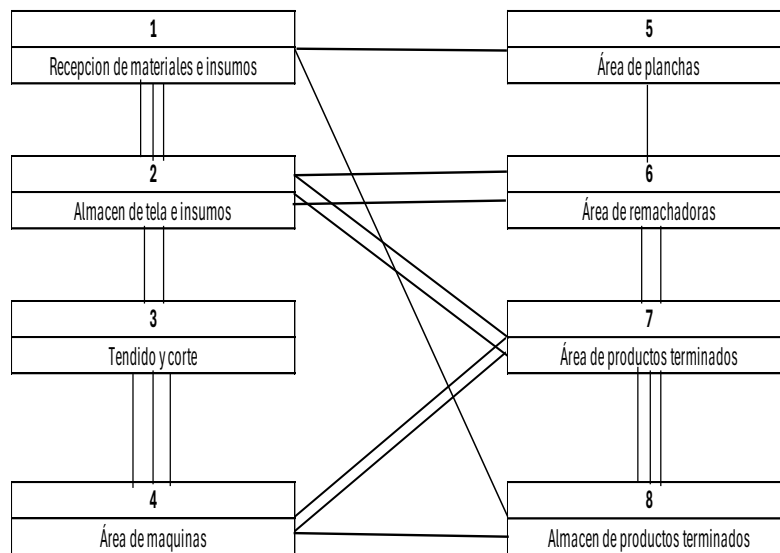 1
Recepcion de materiales e insumos
2
Almacen de tela e insumos
3
Tendido y corte
4
Área de maquinas
5
Área de planchas
6
Área de remachadoras
7
Área de productos terminados
8
Almacen de productos terminados